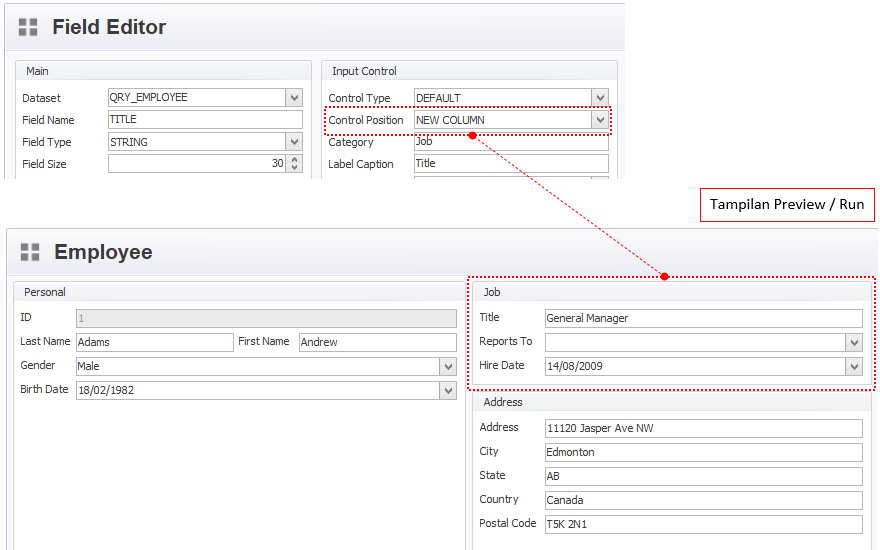 Field Editor
Main
Dataset QRY_EMPLOYEE
Field Name TITLE
Field Type STRING
Field Size 30
Input Control
Control Type DEFAULT
Control Position NEW COLUMN
Category Job
Label Caption Title
Tampilan Preview / Run
Employee
Personal
ID 1
Last Name Adams First Name Andrew
Gender Male
Birth Date 18/02/1982
Job
Title General Manager
Reports To
Hire Date 14/08/2009
Address
Address 11120 Jasper Ave NW
City Edmonton
State AB
Country Canada
Postal Code T5K 2N1